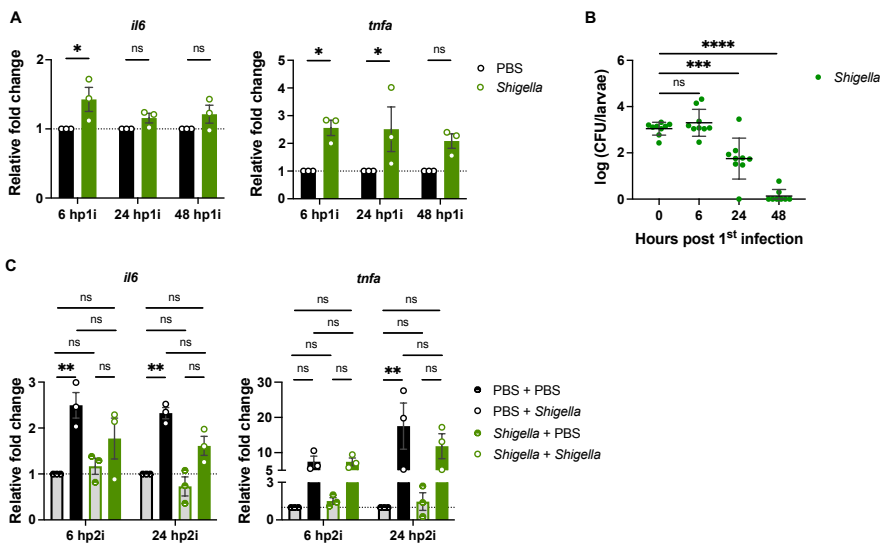 A
il6
Relative fold change
2
1
0
* ns ns
6 hp1i 24 hp1i 48 hp1i
tnfa
Relative fold change
5
4
3
2
1
0
* * ns
6 hp1i 24 hp1i 48 hp1i
PBS
Shigella
B
log (CFU/larvae)
6
4
2
0
****
***
ns
0 6 24 48
Hours post 1st infection
Shigella
C
il6
Relative fold change
3
2
1
0
ns ns
ns ns
ns ns
** ns ** ns
6 hp2i 24 hp2i
tnfa
Relative fold change
30
20
10
5
3
0
ns ns
ns ns
ns ns
ns ns ** ns
6 hp2i 24 hp2i
PBS + PBS
PBS + Shigella
Shigella + PBS
Shigella + Shigella